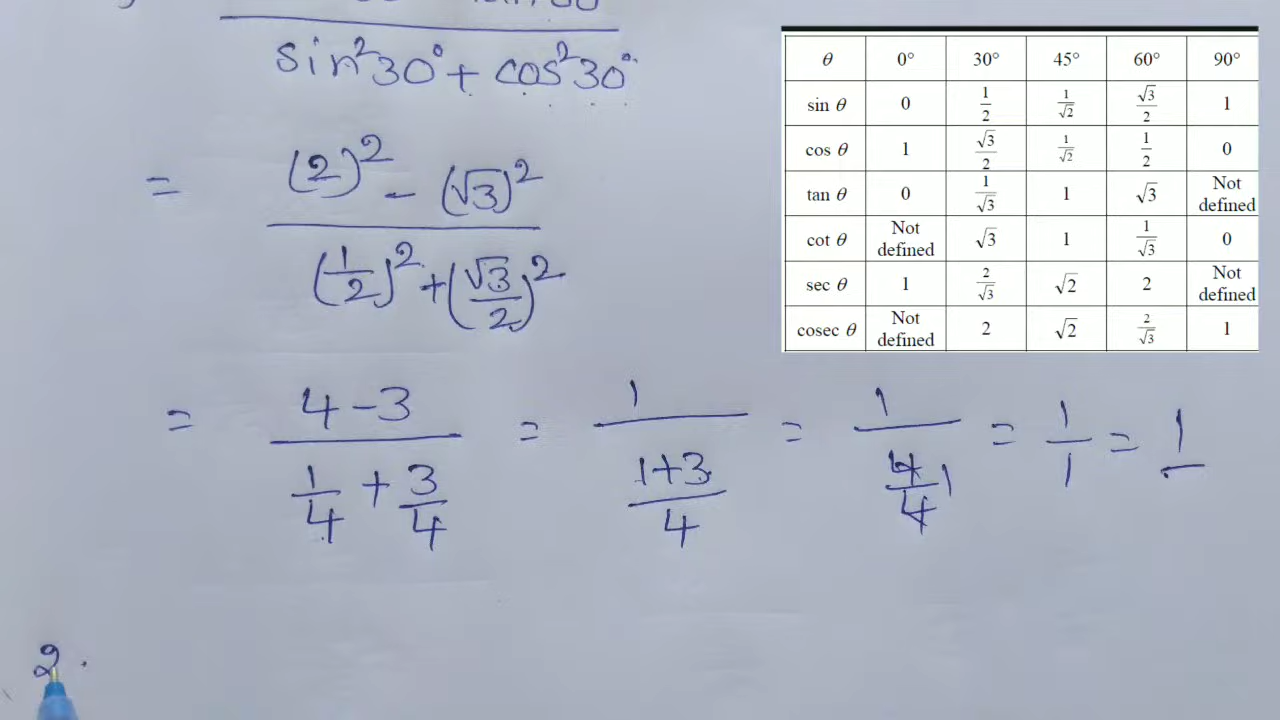 sin²30° + cos²30°
= (2)² - (√3)² / (1/2)² + (√3/2)²
= 4-3 / 1/4 + 3/4 = 1 / 1+3/4 = 1 / 4/4 1 = 1/1 = 1
2.
θ 0° 30° 45° 60° 90°
sin θ 0 1/2 1/√2 √3/2 1
cos θ 1 √3/2 1/√2 1/2 0
tan θ 0 1/√3 1 √3 Not defined
cot θ Not defined √3 1 1/√3 0
sec θ 1 2/√3 √2 2 Not defined
cosec θ Not defined 2 √2 2/√3 1